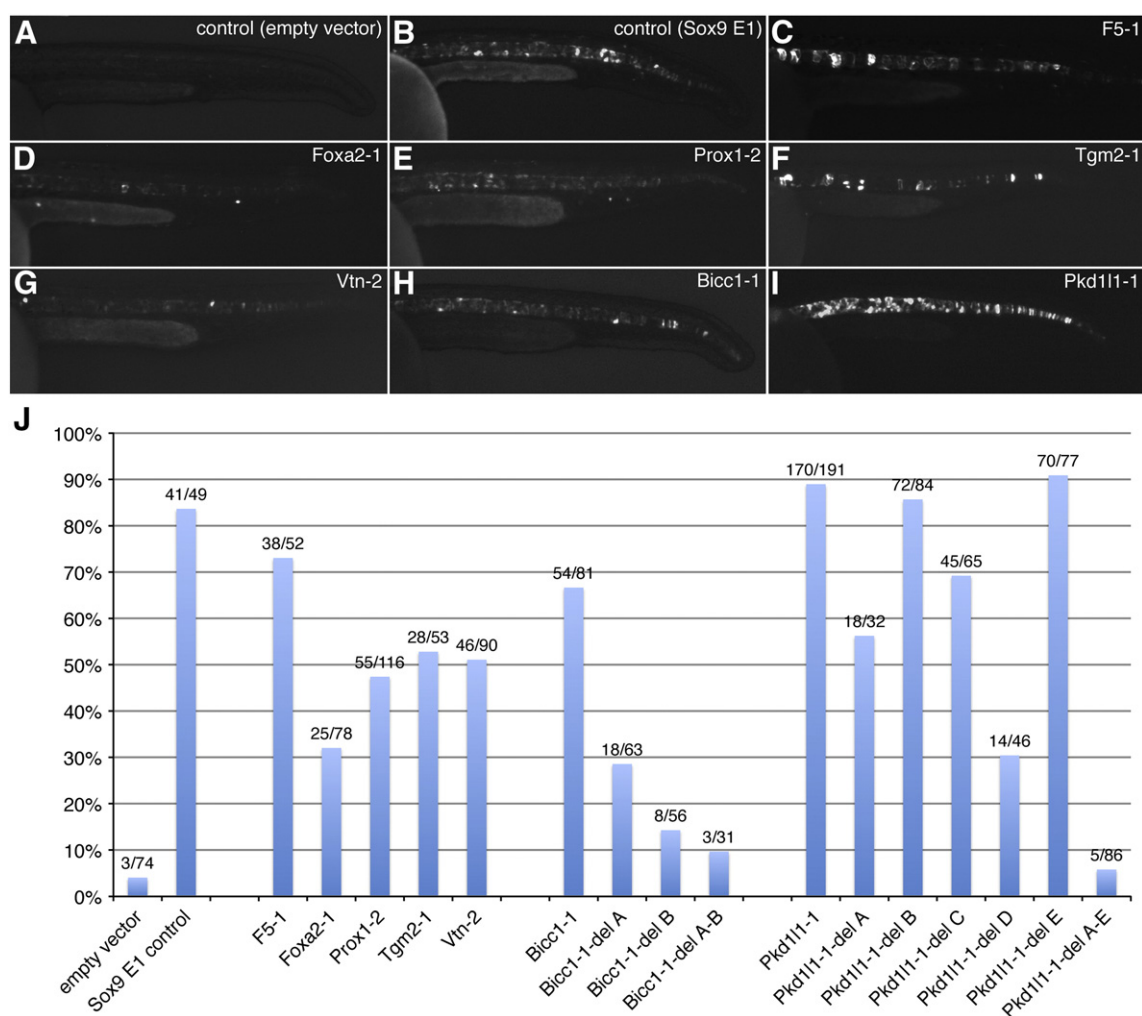 A
control (empty vector)
B
control (Sox9 E1)
C
F5-1
D
Foxa2-1
E
Prox1-2
F
Tgm2-1
G
Vtn-2
H
Bicc1-1
I
Pkd1l1-1
J
100%
90%
80%
70%
60%
50%
40%
30%
20%
10%
0%
3/74
41/49
38/52
25/78
55/116
28/53
46/90
54/81
18/63
8/56
3/31
170/191
18/32
72/84
45/65
14/46
70/77
5/86
empty vector
Sox9 E1 control
F5-1
Foxa2-1
Prox1-2
Tgm2-1
Vtn-2
Bicc1-1
Bicc1-1-del A
Bicc1-1-del B
Bicc1-1-del A-B
Pkd1l1-1
Pkd1l1-1-del A
Pkd1l1-1-del B
Pkd1l1-1-del C
Pkd1l1-1-del D
Pkd1l1-1-del E
Pkd1l1-1-del A-E